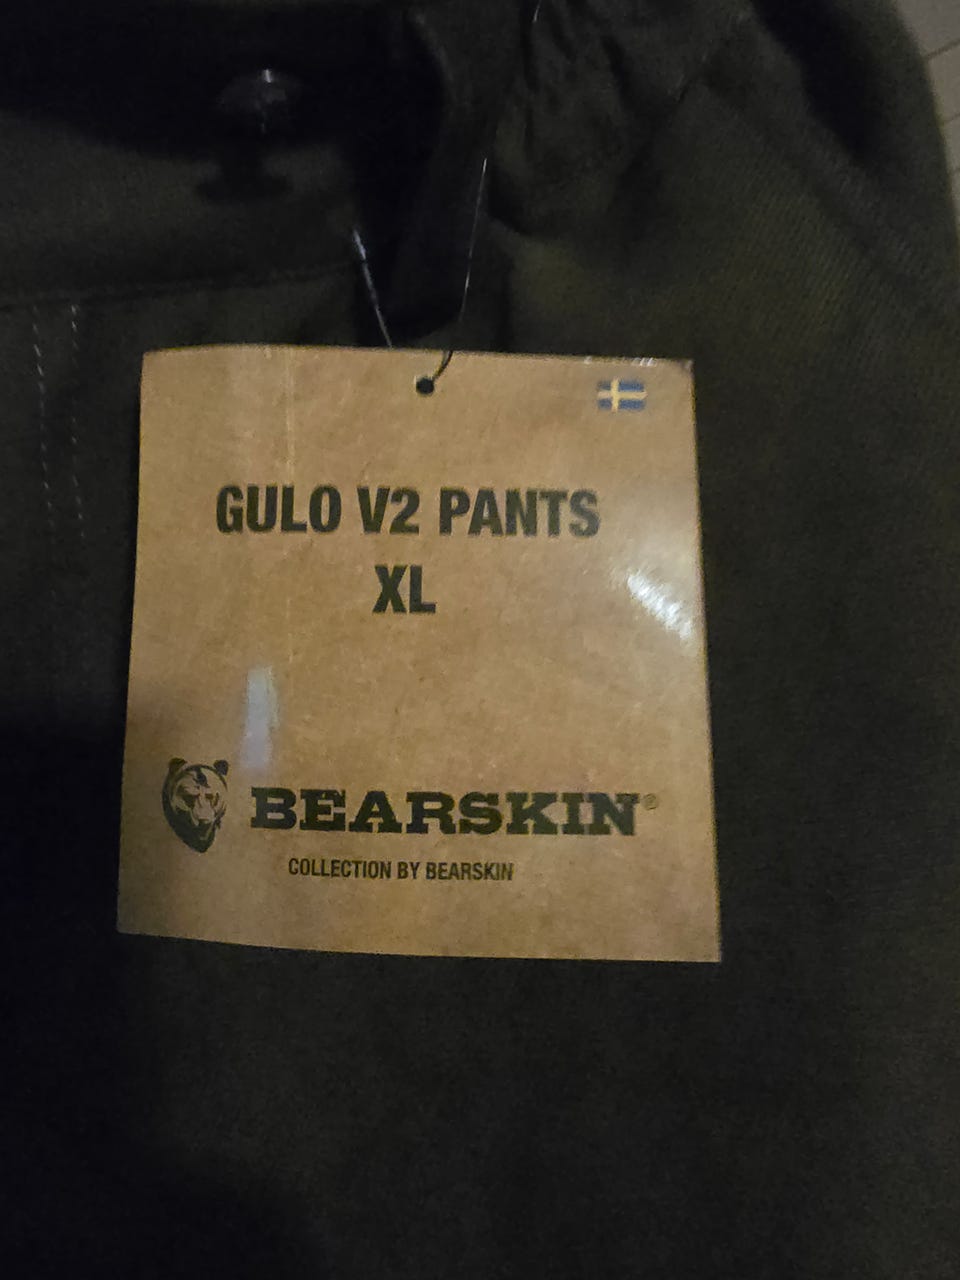 GULO V2 PANTS
XL
BEARSKIN®
COLLECTION BY BEARSKIN